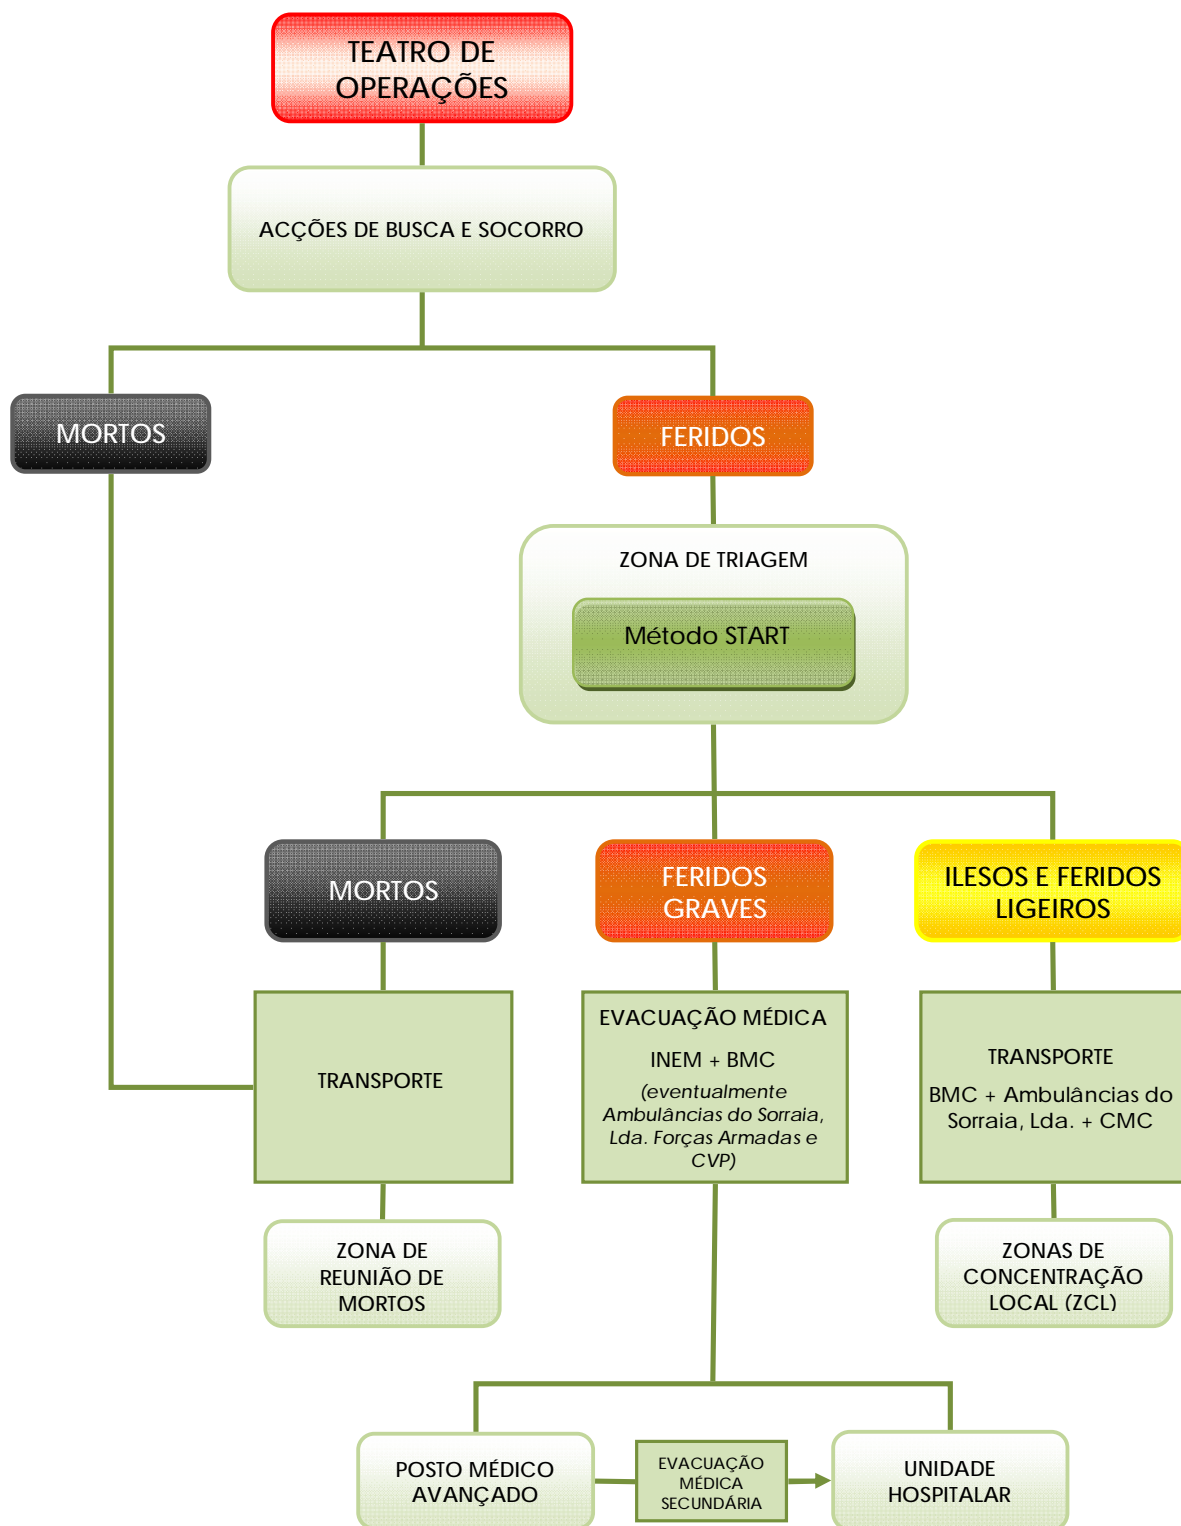 TEATRO DE
OPERAÇÕES
ACÇÕES DE BUSCA E SOCORRO
MORTOS
FERIDOS
ZONA DE TRIAGEM
Método START
MORTOS
FERIDOS
GRAVES
ILESOS E FERIDOS
LIGEIROS
TRANSPORTE
EVACUAÇÃO MÉDICA
INEM + BMC
(eventualmente
Ambulâncias do Sorraia,
Lda. Forças Armadas e
CVP)
TRANSPORTE
BMC + Ambulâncias do
Sorraia, Lda. + CMC
ZONA DE
REUNIÃO DE
MORTOS
ZONAS DE
CONCENTRAÇÃO
LOCAL (ZCL)
POSTO MÉDICO
AVANÇADO
EVACUAÇÃO
MÉDICA
SECUNDÁRIA
UNIDADE
HOSPITALAR